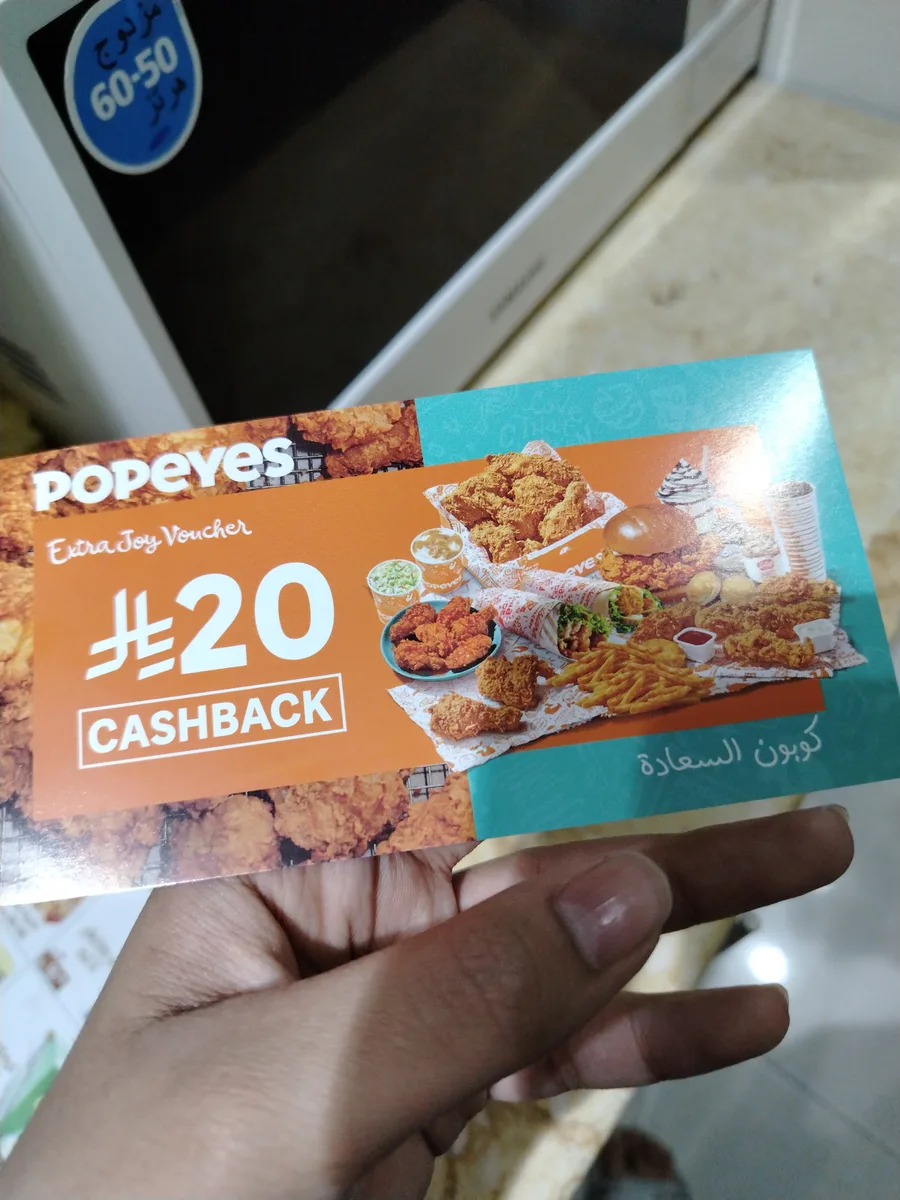 مزدوج
60-50
هرتز
POPEYES
Extra Joy Voucher
⃁20
CASHBACK
كوبون السعادة